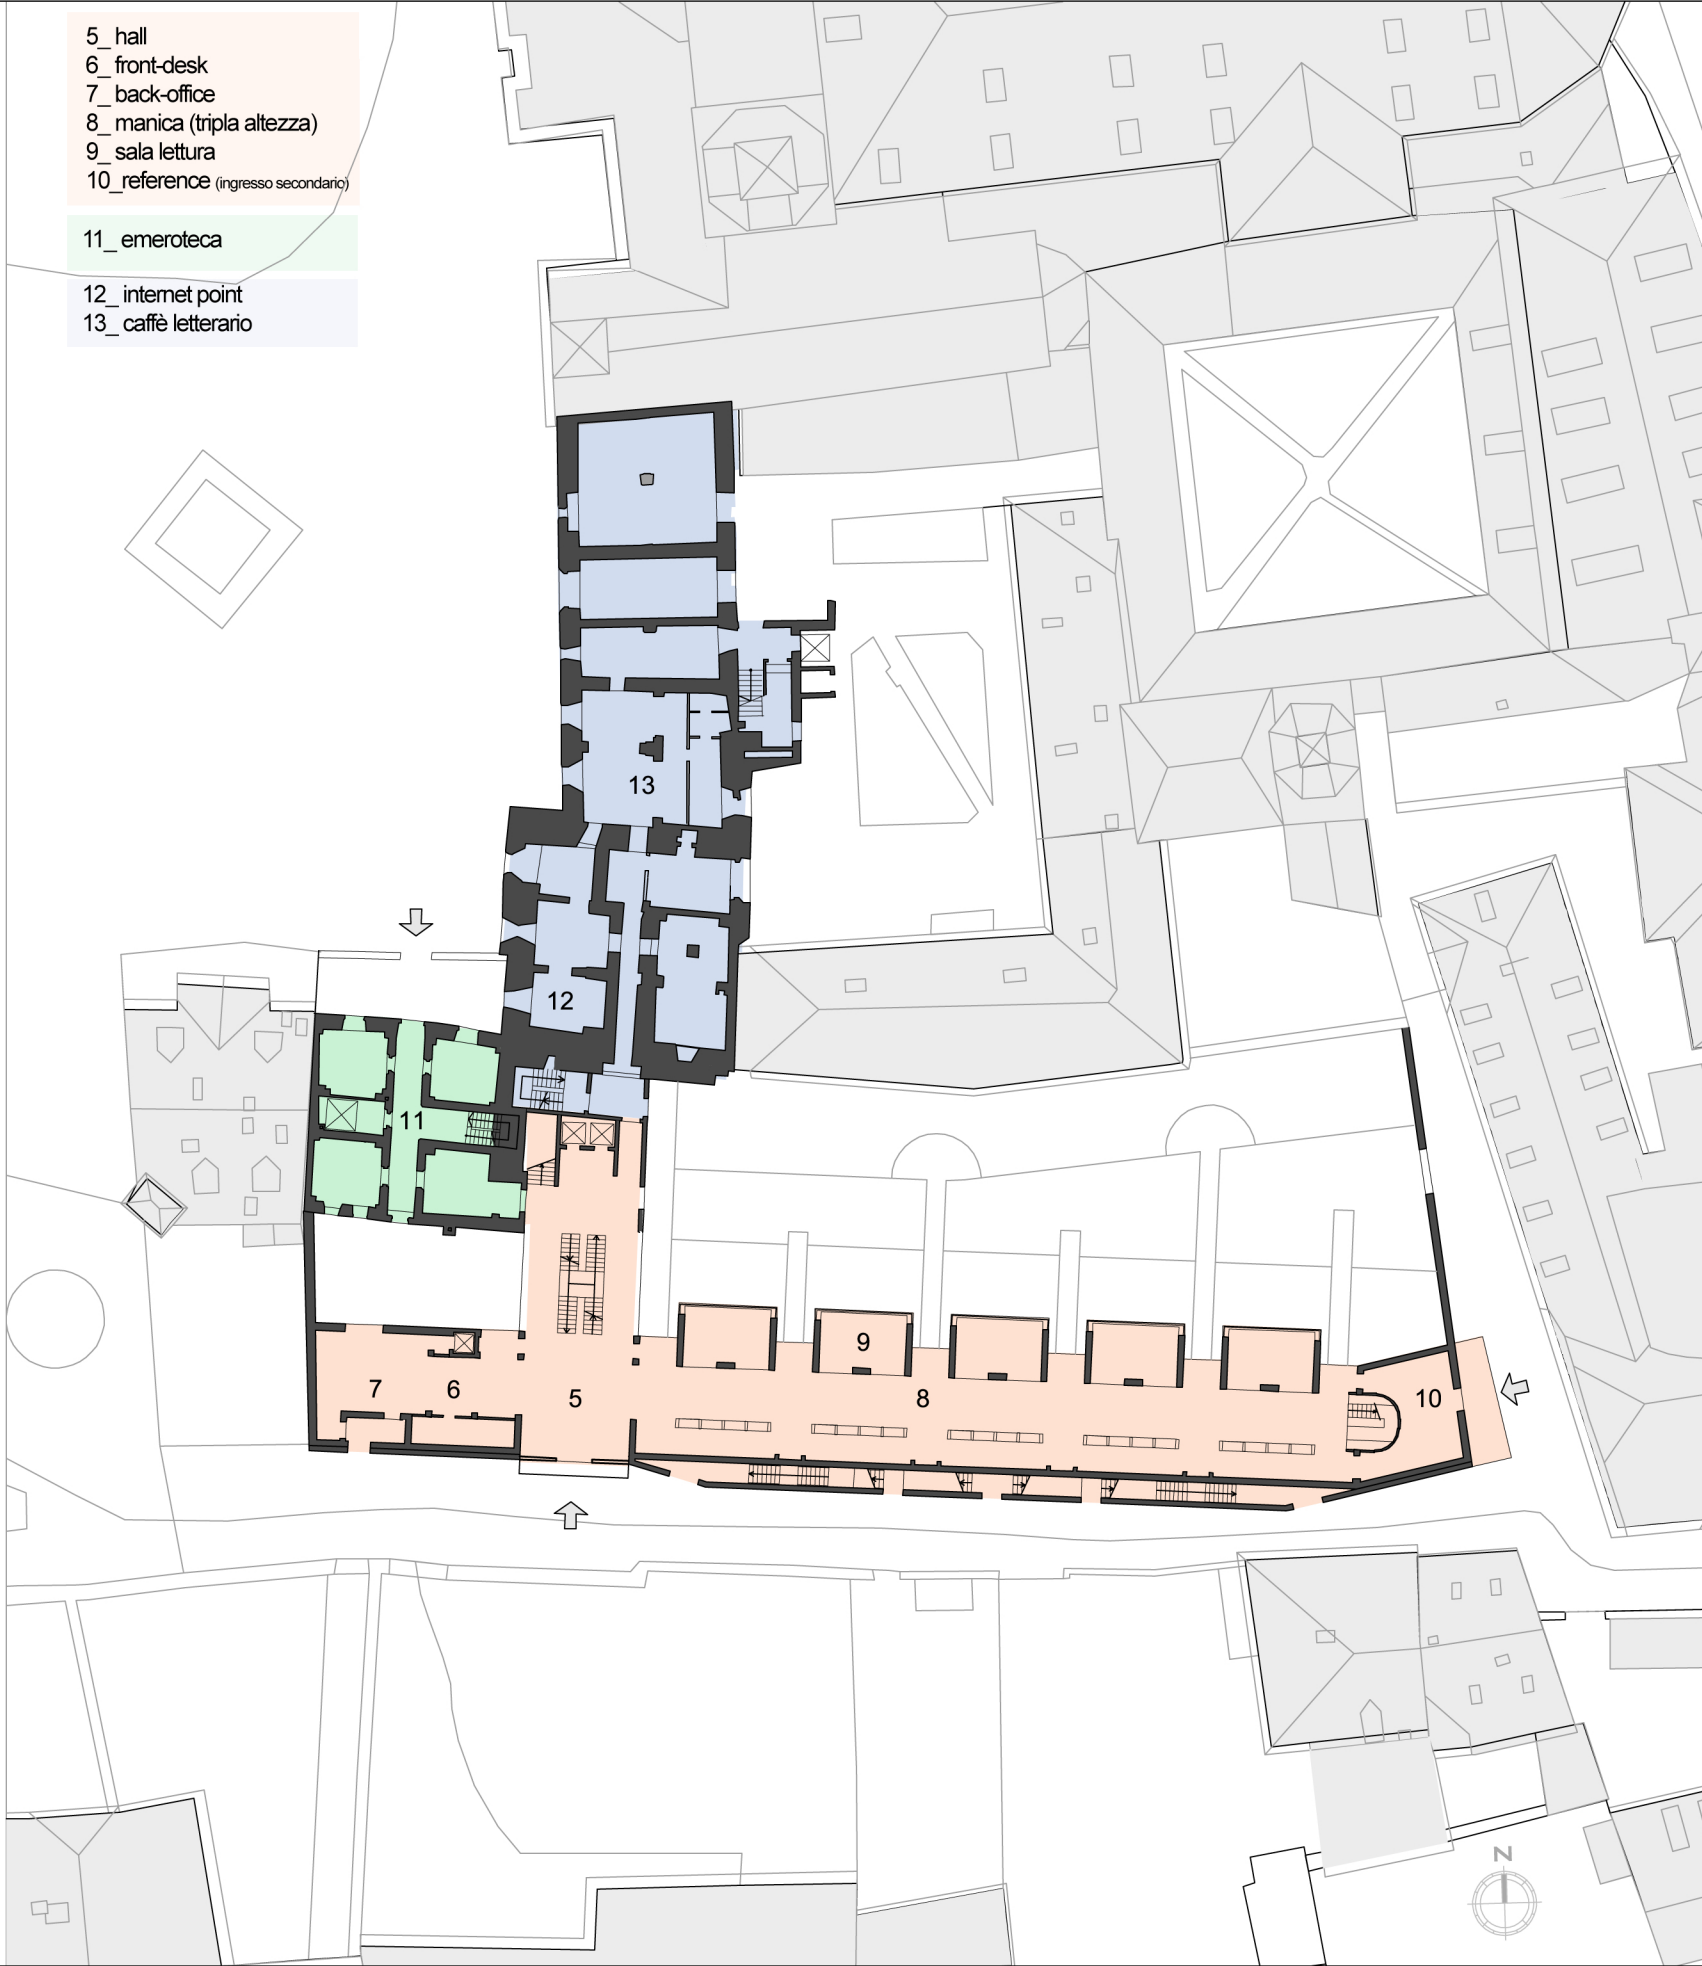 5_ hall
6_ front-desk
7_ back-office
8_ manica (tripla altezza)
9_ sala lettura
10_reference (ingresso secondario)
11_ emeroteca
12_ internet point
13_ caffè letterario
13
12
11
9
7
6
5
8
10
N